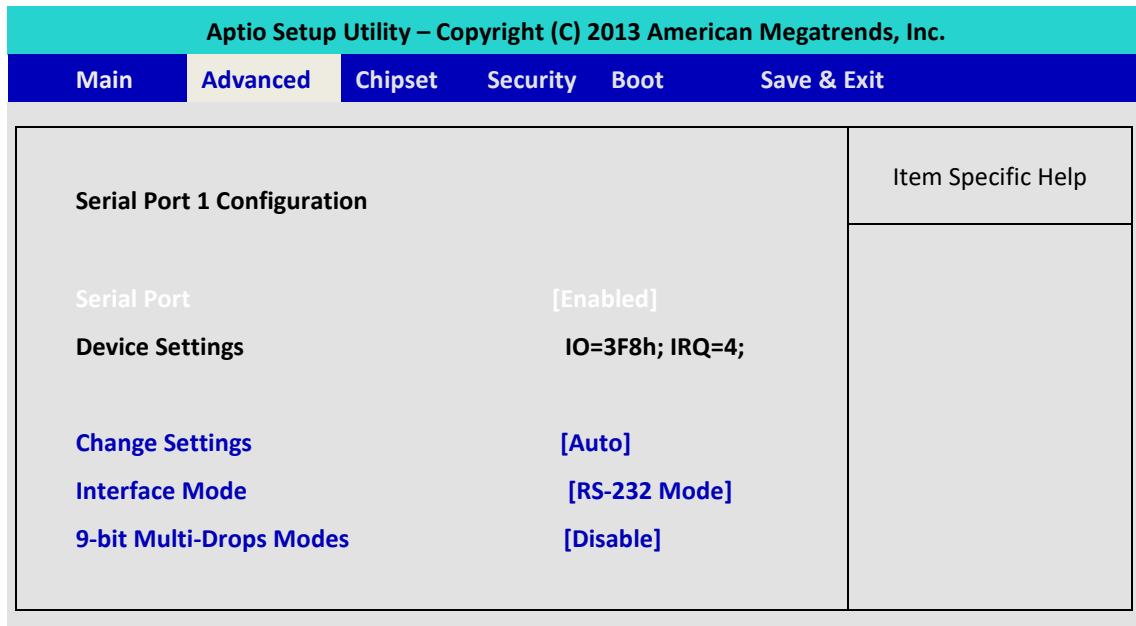 Aptio Setup Utility – Copyright (C) 2013 American Megatrends, Inc.
Main Advanced Chipset Security Boot Save & Exit
Item Specific Help
Serial Port 1 Configuration
Serial Port [Enabled]
Device Settings IO=3F8h; IRQ=4;
Change Settings [Auto]
Interface Mode [RS-232 Mode]
9-bit Multi-Drops Modes [Disable]